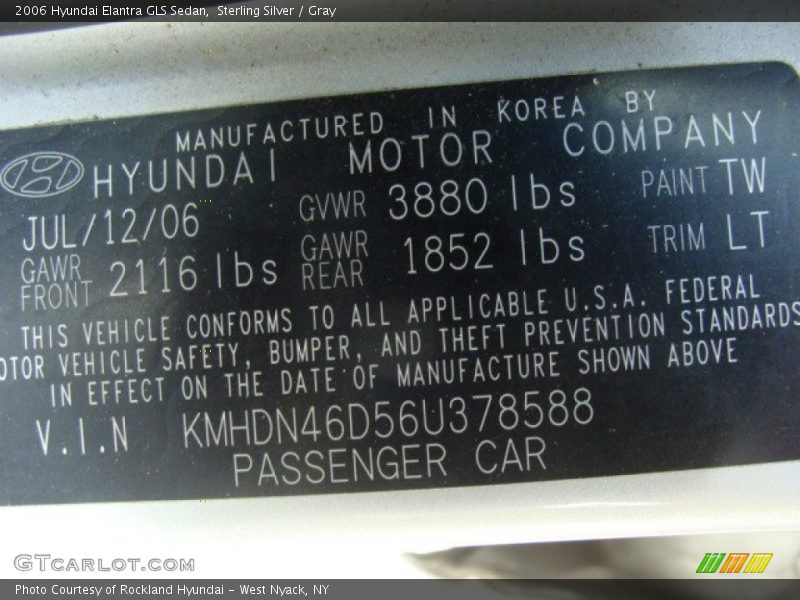 2006 Hyundai Elantra GLS Sedan,  Sterling Silver / Gray
MANUFACTURED IN KOREA BY
HYUNDAI MOTOR COMPANY
JUL/12/06 GVWR 3880 lbs PAINT TW
GAWR FRONT 2116 lbs GAWR REAR 1852 lbs TRIM LT
THIS VEHICLE CONFORMS TO ALL APPLICABLE U.S.A. FEDERAL
OTOR VEHICLE SAFETY, BUMPER, AND THEFT PREVENTION STANDARDS
IN EFFECT ON THE DATE OF MANUFACTURE SHOWN ABOVE
V.I.N KMHDN46D56U378588
PASSENGER CAR
GTcarlot.com
Photo Courtesy of Rockland Hyundai - West Nyack, NY